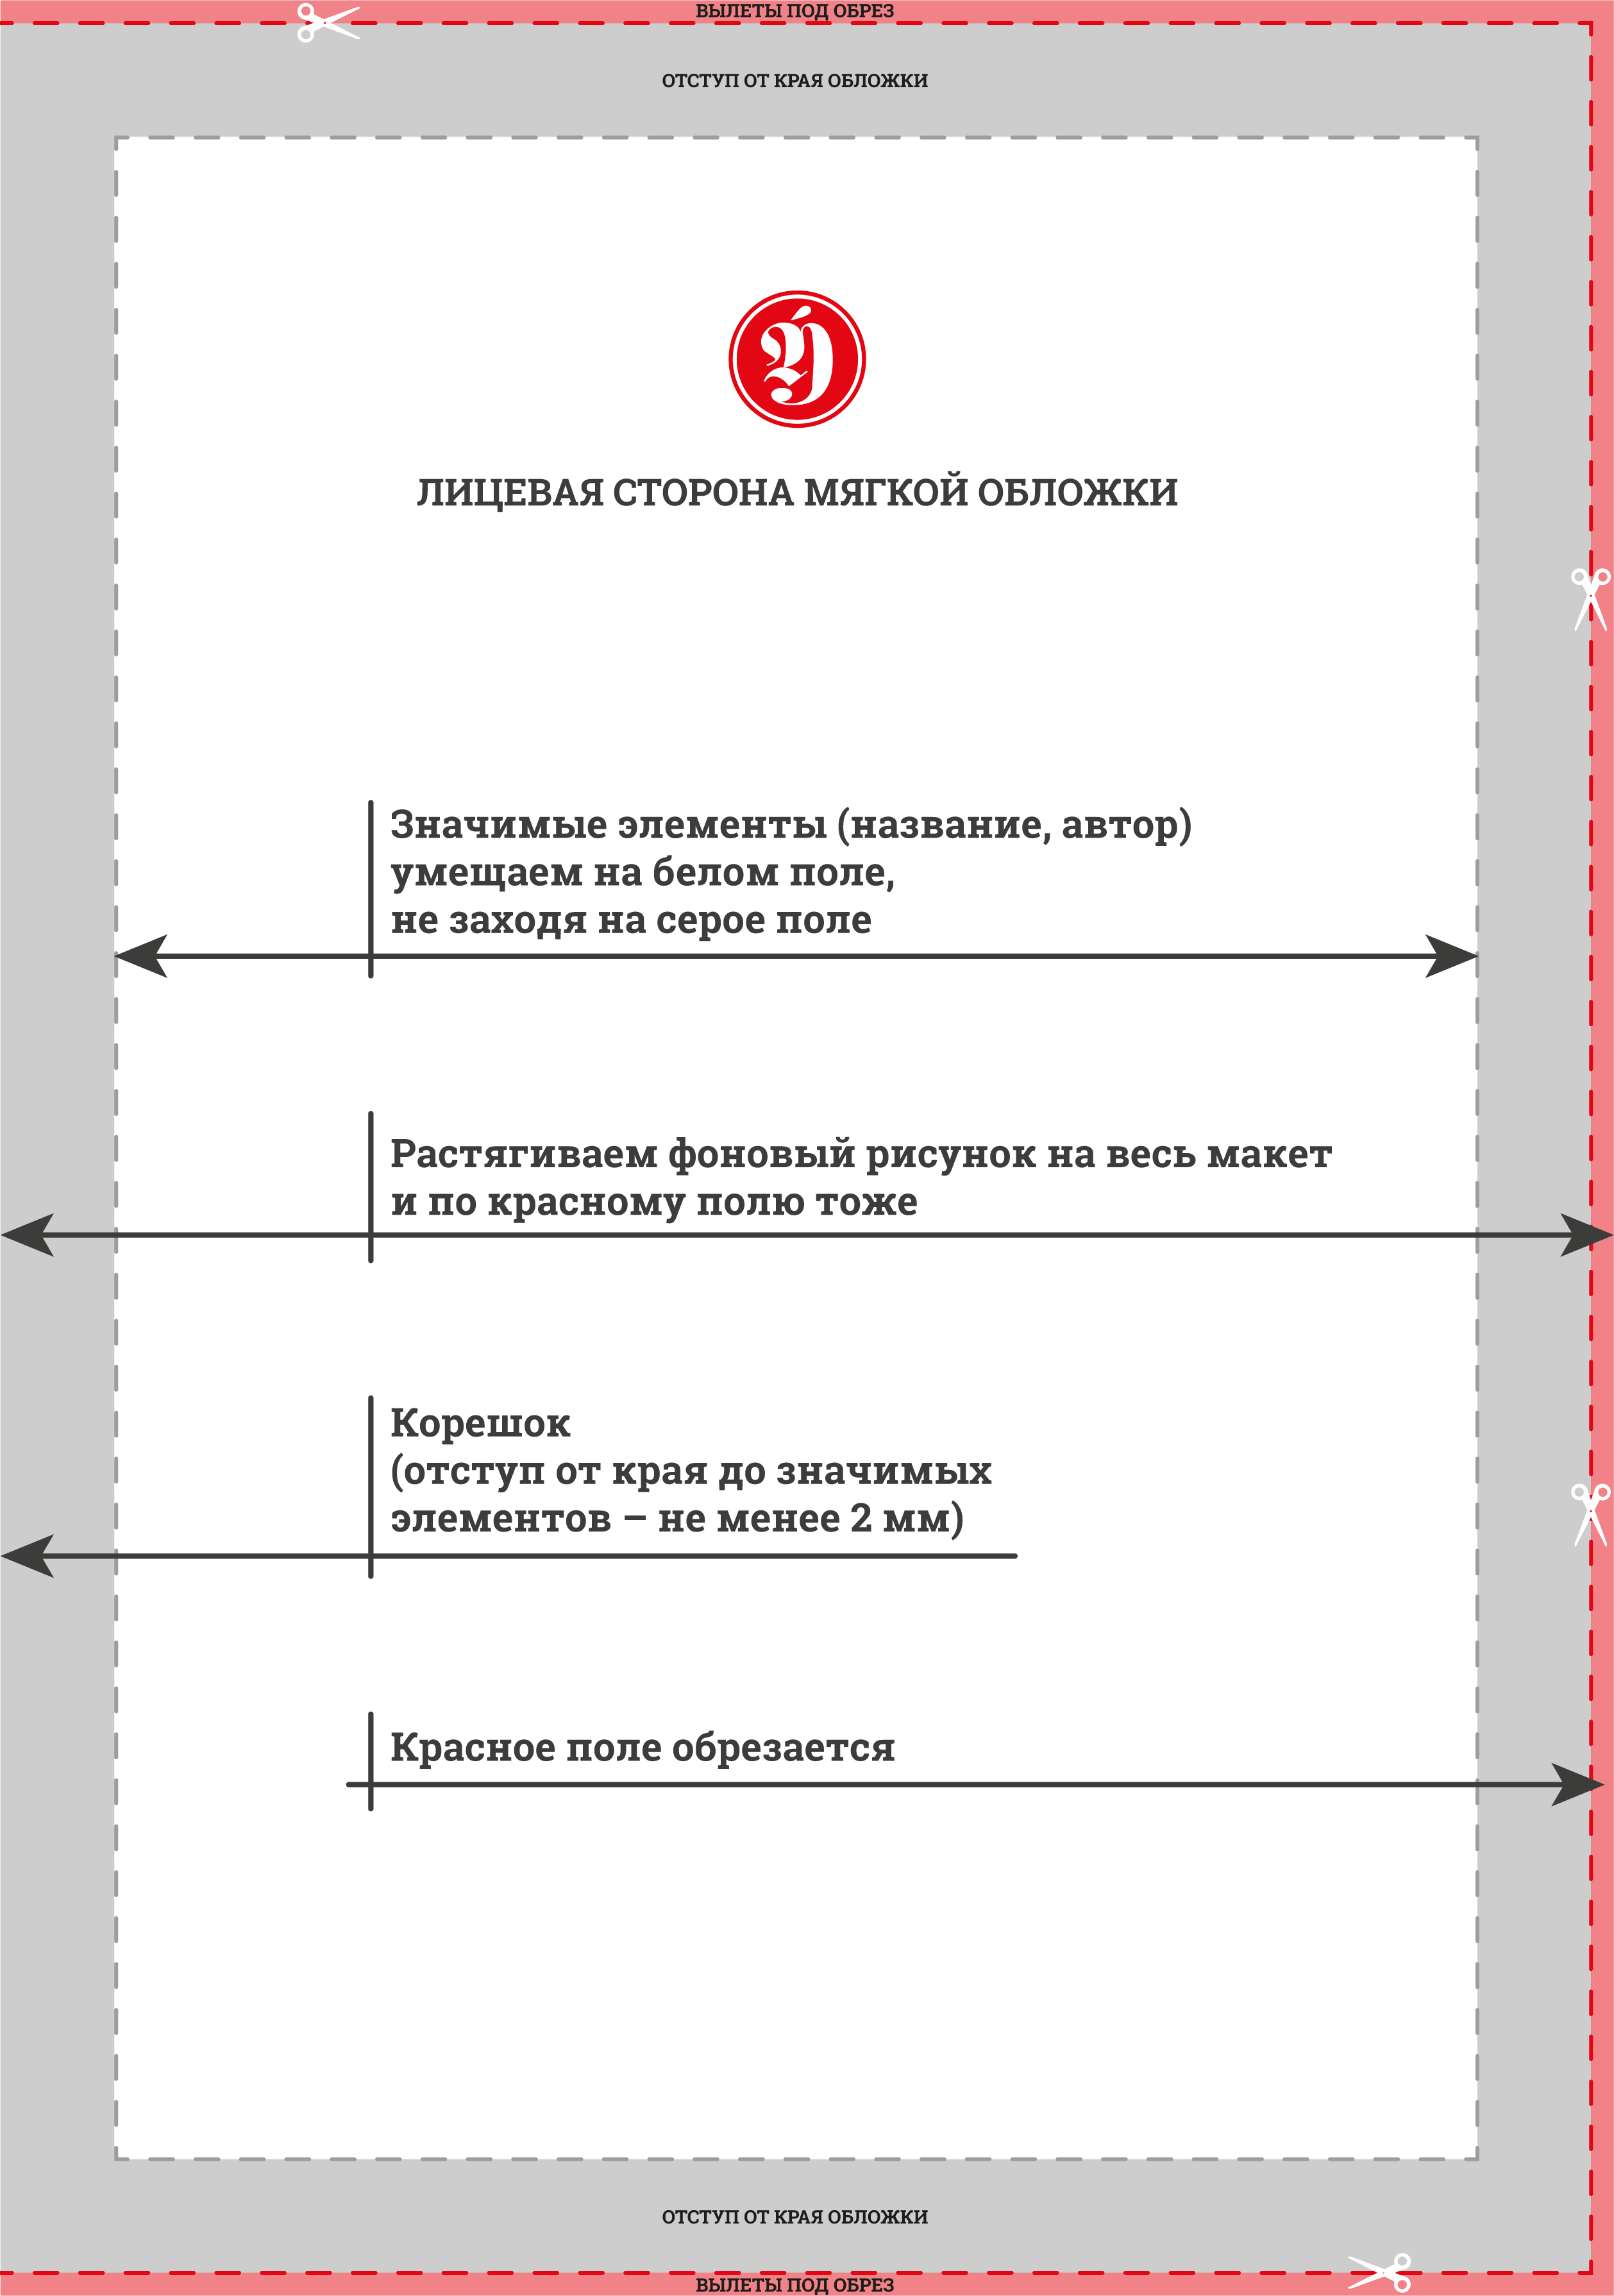 ВЫЛЕТЫ ПОД ОБРЕЗ
ОТСТУП ОТ КРАЯ ОБЛОЖКИ
ЛИЦЕВАЯ СТОРОНА МЯГКОЙ ОБЛОЖКИ
Значимые элементы (название, автор)
умещаем на белом поле,
не заходя на серое поле
Растягиваем фоновый рисунок на весь макет
и по красному полю тоже
Корешок
(отступ от края до значимых
элементов – не менее 2 мм)
Красное поле обрезается
ОТСТУП ОТ КРАЯ ОБЛОЖКИ
ВЫЛЕТЫ ПОД ОБРЕЗ